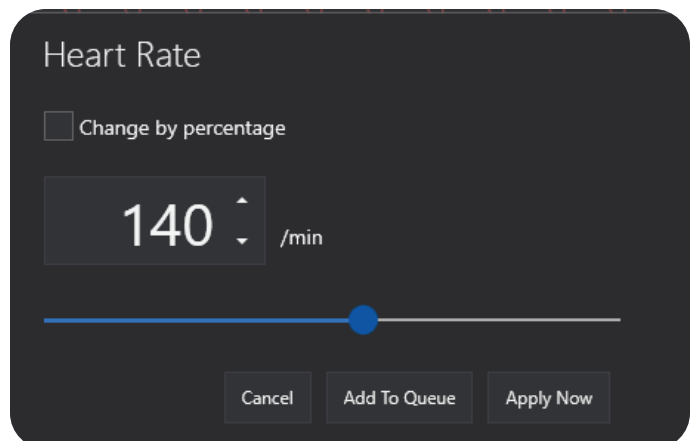 Heart Rate
Change by percentage
140 /min
Cancel Add To Queue Apply Now